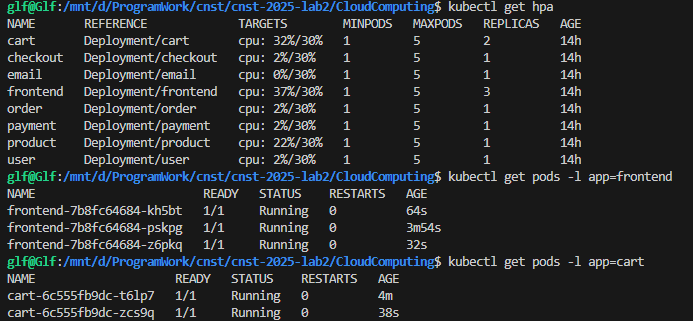 glf@Glf:/mnt/d/ProgramWork/cnst/cnst-2025-lab2/CloudComputing$ kubectl get hpa
NAME REFERENCE TARGETS MINPODS MAXPODS REPLICAS AGE
cart Deployment/cart cpu: 32%/30% 1 5 2 14h
checkout Deployment/checkout cpu: 2%/30% 1 5 1 14h
email Deployment/email cpu: 0%/30% 1 5 1 14h
frontend Deployment/frontend cpu: 37%/30% 1 5 3 14h
order Deployment/order cpu: 2%/30% 1 5 1 14h
payment Deployment/payment cpu: 2%/30% 1 5 1 14h
product Deployment/product cpu: 22%/30% 1 5 1 14h
user Deployment/user cpu: 2%/30% 1 5 1 14h
glf@Glf:/mnt/d/ProgramWork/cnst/cnst-2025-lab2/CloudComputing$ kubectl get pods -l app=frontend
NAME READY STATUS RESTARTS AGE
frontend-7b8fc64684-kh5bt 1/1 Running 0 64s
frontend-7b8fc64684-pskpg 1/1 Running 0 3m54s
frontend-7b8fc64684-z6pkq 1/1 Running 0 32s
glf@Glf:/mnt/d/ProgramWork/cnst/cnst-2025-lab2/CloudComputing$ kubectl get pods -l app=cart
NAME READY STATUS RESTARTS AGE
cart-6c555fb9dc-t6lp7 1/1 Running 0 4m
cart-6c555fb9dc-zcs9q 1/1 Running 0 38s